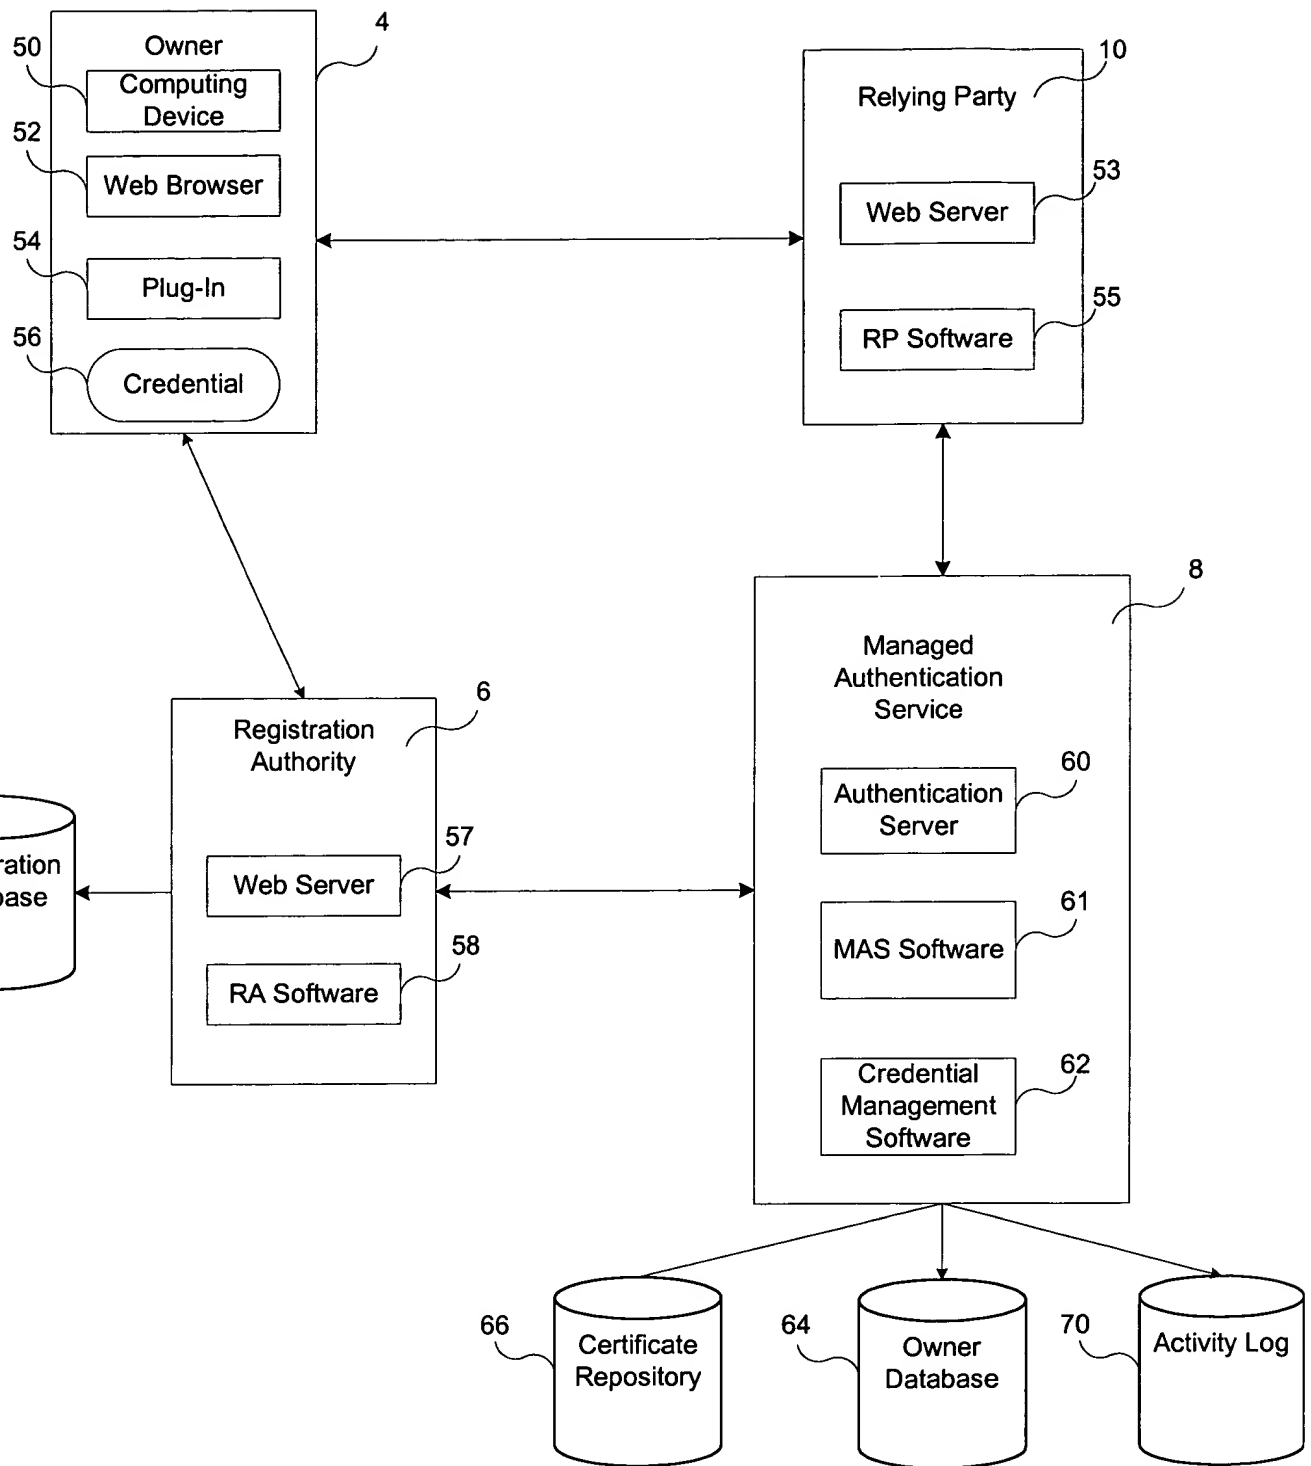 Owner
4
50
Computing
Device
52
Web Browser
54
Plug-In
56
Credential
10
Relying Party
53
Web Server
55
RP Software
8
Managed
Authentication
Service
60
Authentication
Server
61
MAS Software
62
Credential
Management
Software
6
Registration
Authority
57
Web Server
58
RA Software
66
Certificate
Repository
64
Owner
Database
70
Activity Log